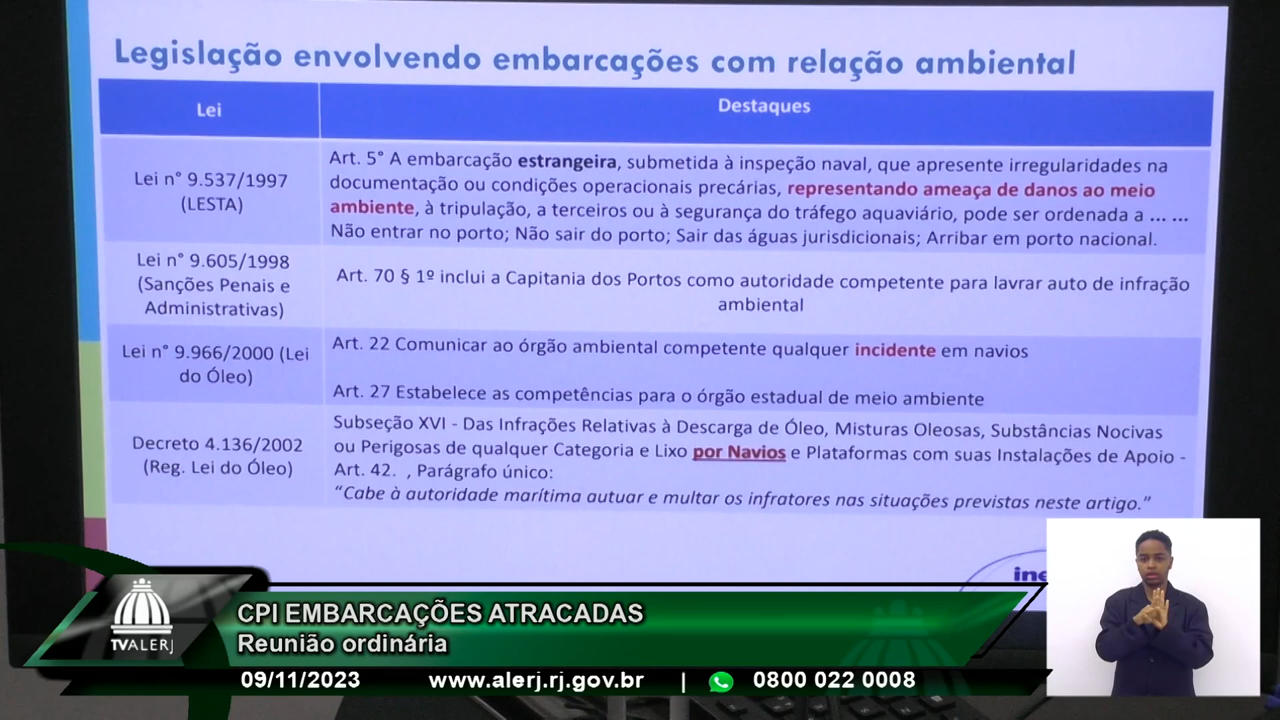 Legislação envolvendo embarcações com relação ambiental
Lei
Destaques
Lei n° 9.537/1997
(LESTA)
Art. 5° A embarcação estrangeira, submetida à inspeção naval, que apresente irregularidades na
documentação ou condições operacionais precárias, representando ameaça de danos ao meio
ambiente, à tripulação, a terceiros ou à segurança do tráfego aquaviário, pode ser ordenada a ... ...
Não entrar no porto; Não sair do porto; Sair das águas jurisdicionais; Arribar em porto nacional.
Lei n° 9.605/1998
(Sanções Penais e
Administrativas)
Art. 70 § 1º inclui a Capitania dos Portos como autoridade competente para lavrar auto de infração
ambiental
Lei n° 9.966/2000 (Lei
do Óleo)
Art. 22 Comunicar ao órgão ambiental competente qualquer incidente em navios
Art. 27 Estabelece as competências para o órgão estadual de meio ambiente
Decreto 4.136/2002
(Reg. Lei do Óleo)
Subseção XVI - Das Infrações Relativas à Descarga de Óleo, Misturas Oleosas, Substâncias Nocivas
ou Perigosas de qualquer Categoria e Lixo por Navios e Plataformas com suas Instalações de Apoio -
Art. 42. , Parágrafo único:
“Cabe à autoridade marítima autuar e multar os infratores nas situações previstas neste artigo.”
TVALERJ
CPI EMBARCAÇÕES ATRACADAS
Reunião ordinária
09/11/2023 www.alerj.rj.gov.br | 0800 022 0008